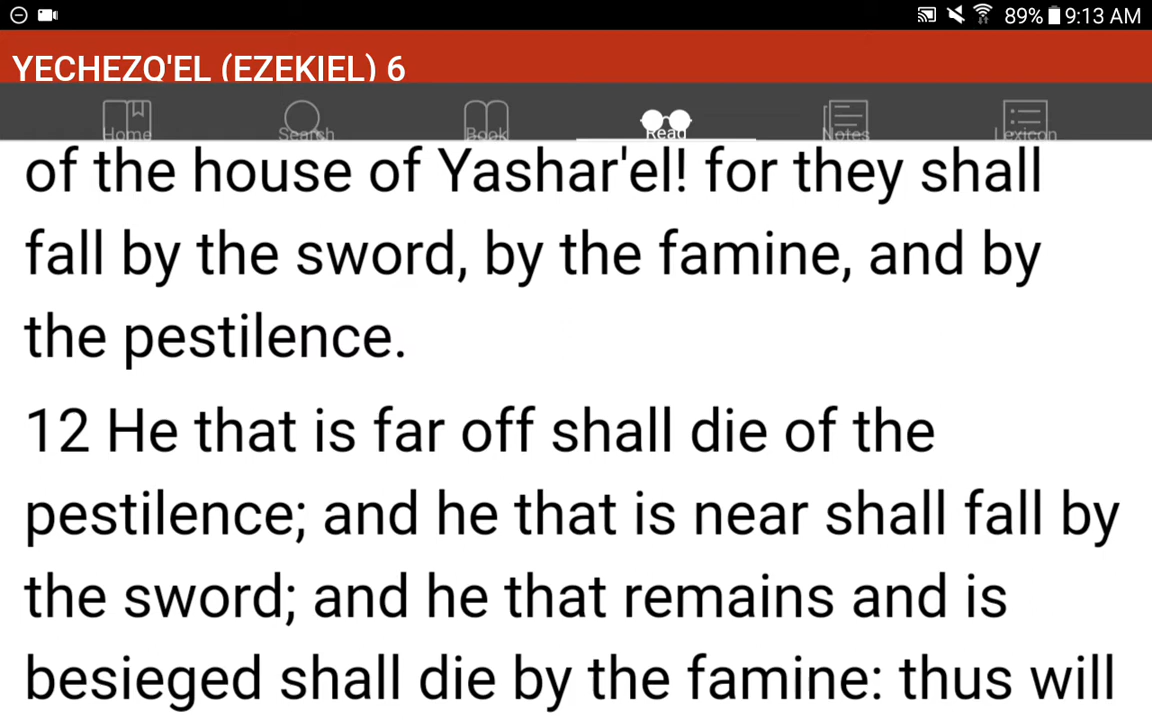 89% 9:13 AM
YECHEZQ'EL (EZEKIEL) 6
Home Search Book Read Notes Lexicon
of the house of Yashar'el! for they shall
fall by the sword, by the famine, and by
the pestilence.
12 He that is far off shall die of the
pestilence; and he that is near shall fall by
the sword; and he that remains and is
besieged shall die by the famine: thus will